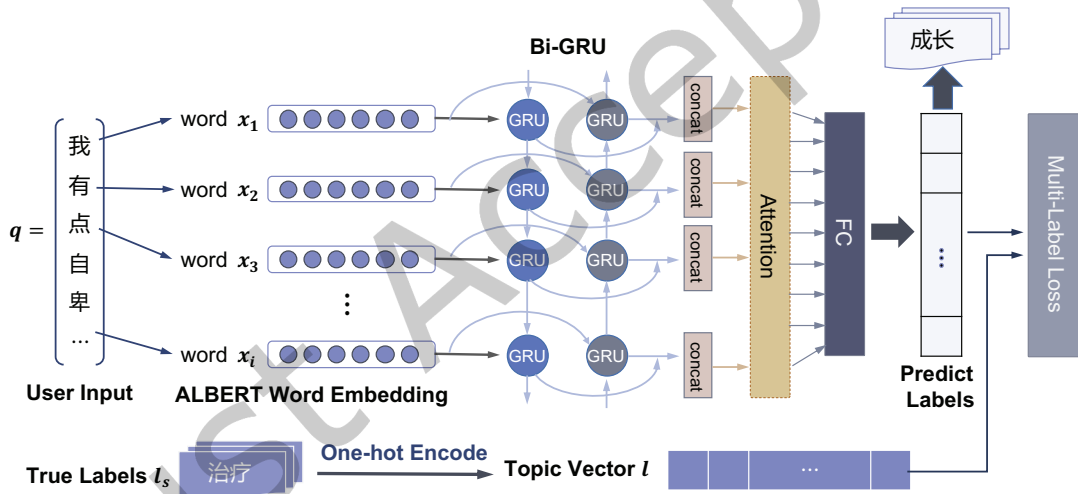 Just Accep
Bi-GRU
成长
q =
我
有
点
自
卑
...
User Input
word x₁
word x₂
word x₃
⋮
word xᵢ
ALBERT Word Embedding
GRU GRU
GRU GRU
GRU GRU
GRU GRU
concat
concat
concat
concat
Attention
FC
...
Predict
Labels
Multi-Label Loss
True Labels lₛ
治疗
One-hot Encode
Topic Vector l
...